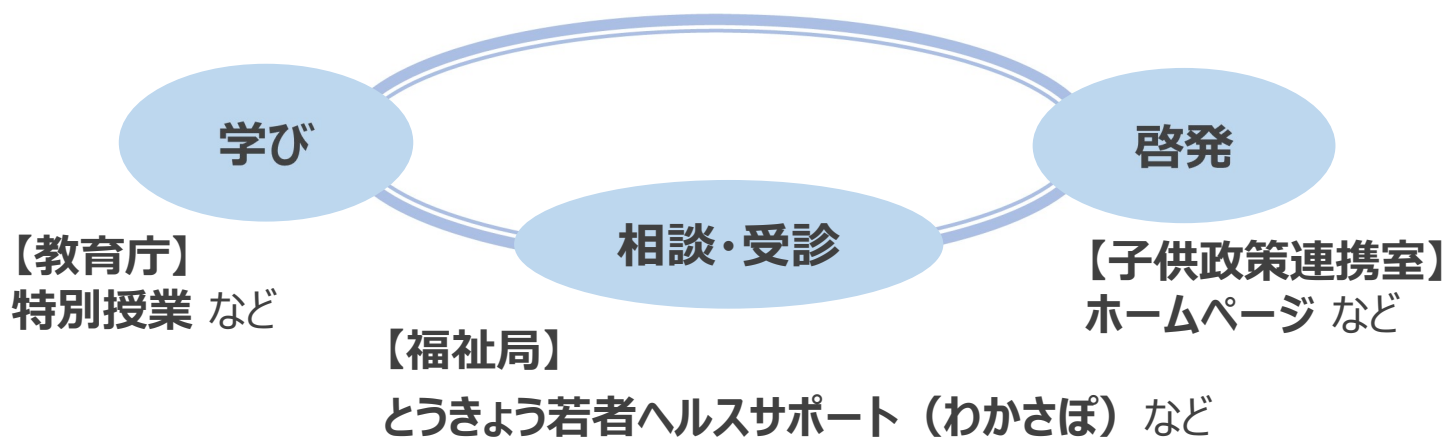 学び
啓発
相談・受診
【教育庁】
特別授業 など
【子供政策連携室】
ホームページ など
【福祉局】
とうきょう若者ヘルスサポート（わかさぽ）など